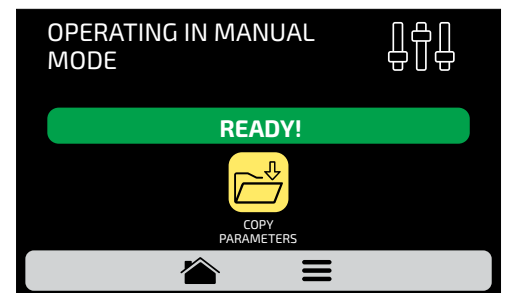 OPERATING IN MANUAL
MODE
READY!
COPY
PARAMETERS